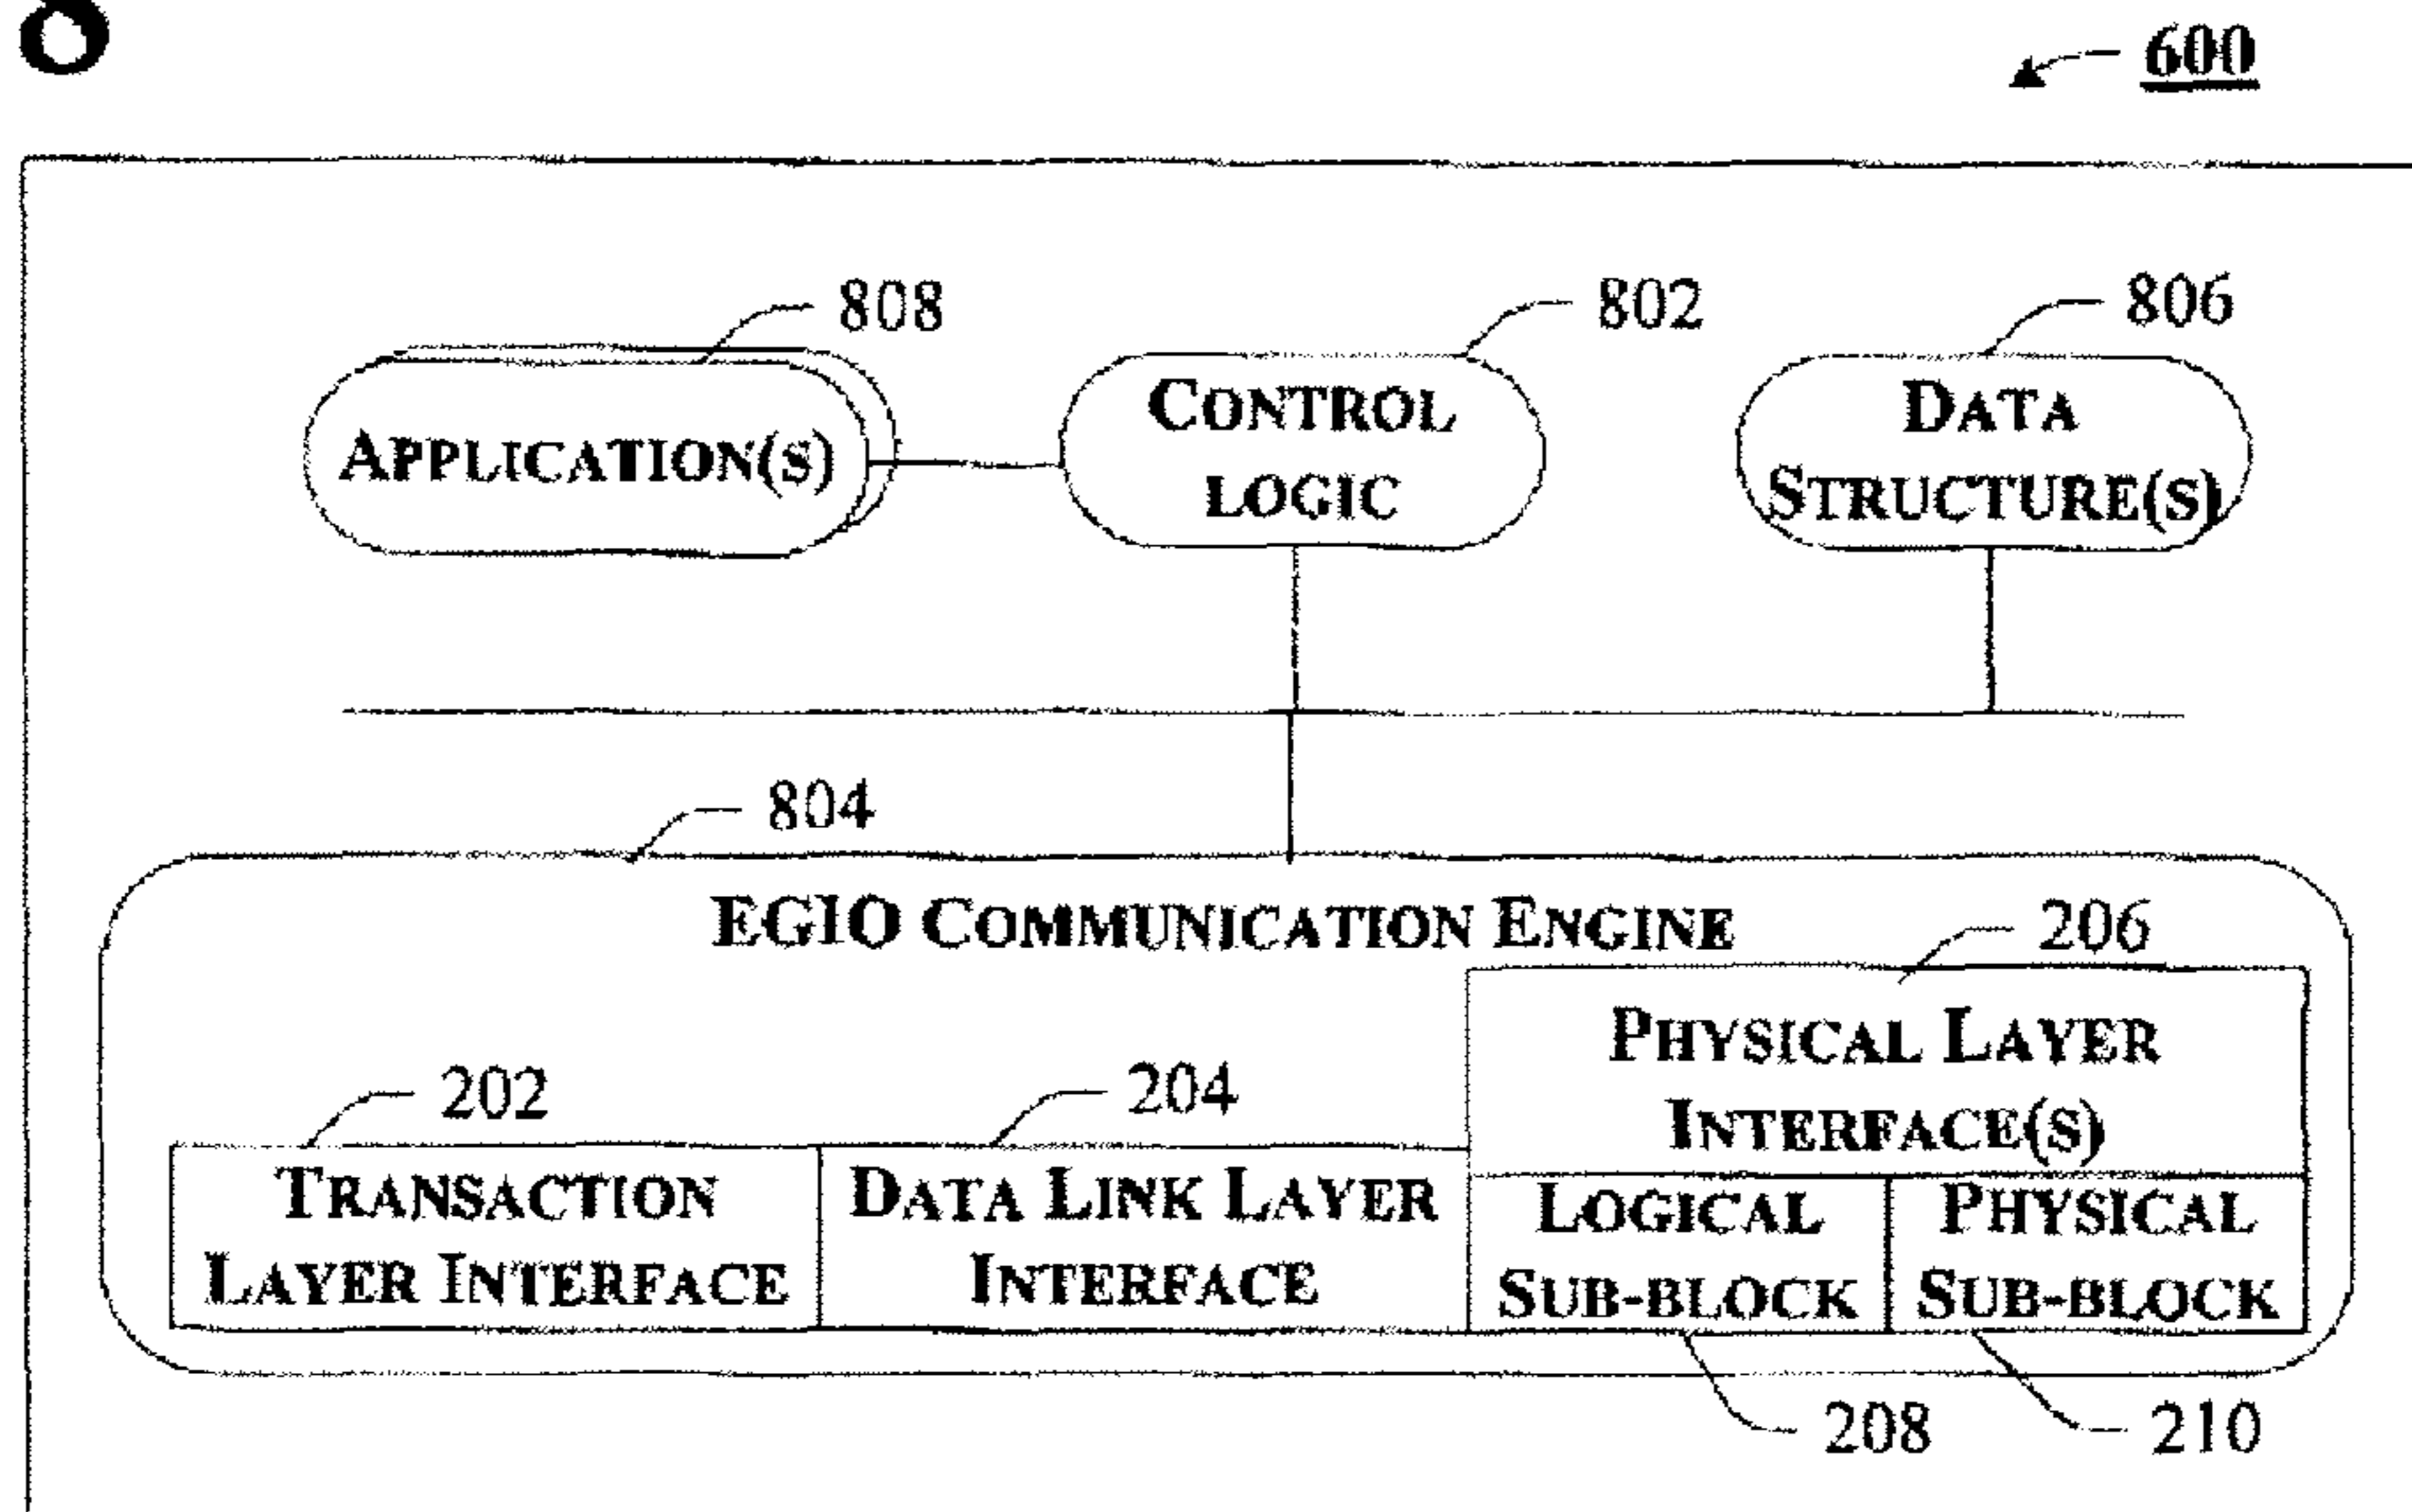 8
600
808
802
806
APPLICATION(S)
CONTROL
LOGIC
DATA
STRUCTURE(S)
804
EGIO COMMUNICATION ENGINE
206
PHYSICAL LAYER
INTERFACE(S)
202
204
TRANSACTION
LAYER INTERFACE
DATA LINK LAYER
INTERFACE
LOGICAL
SUB-BLOCK
PHYSICAL
SUB-BLOCK
208
210